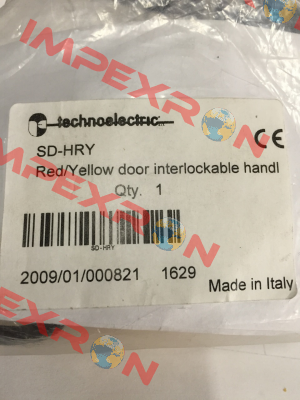 IMPEXRON
technoelectric
SD-HRY
CE
Red/Yellow door interlockable handl
Qty. 1
SD-HRY
2009/01/000821 1629
Made in Italy
IMPEXRON